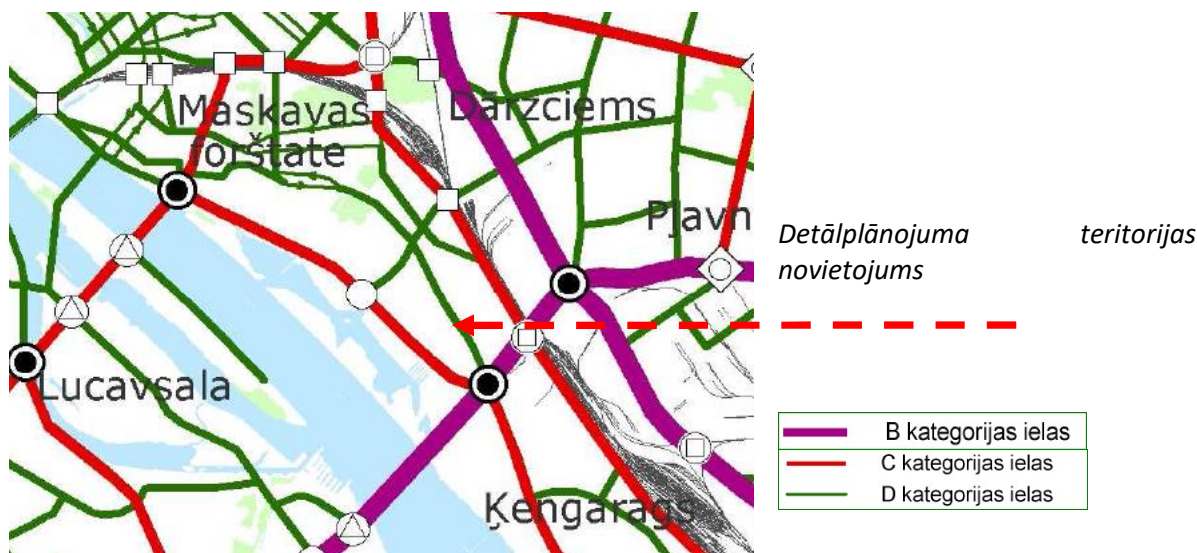 Maskavas
forštate
Dārzciems
Pļavn
Lucavsala
Ķengarags
Detālplānojuma teritorijas
novietojums
B kategorijas ielas
C kategorijas ielas
D kategorijas ielas